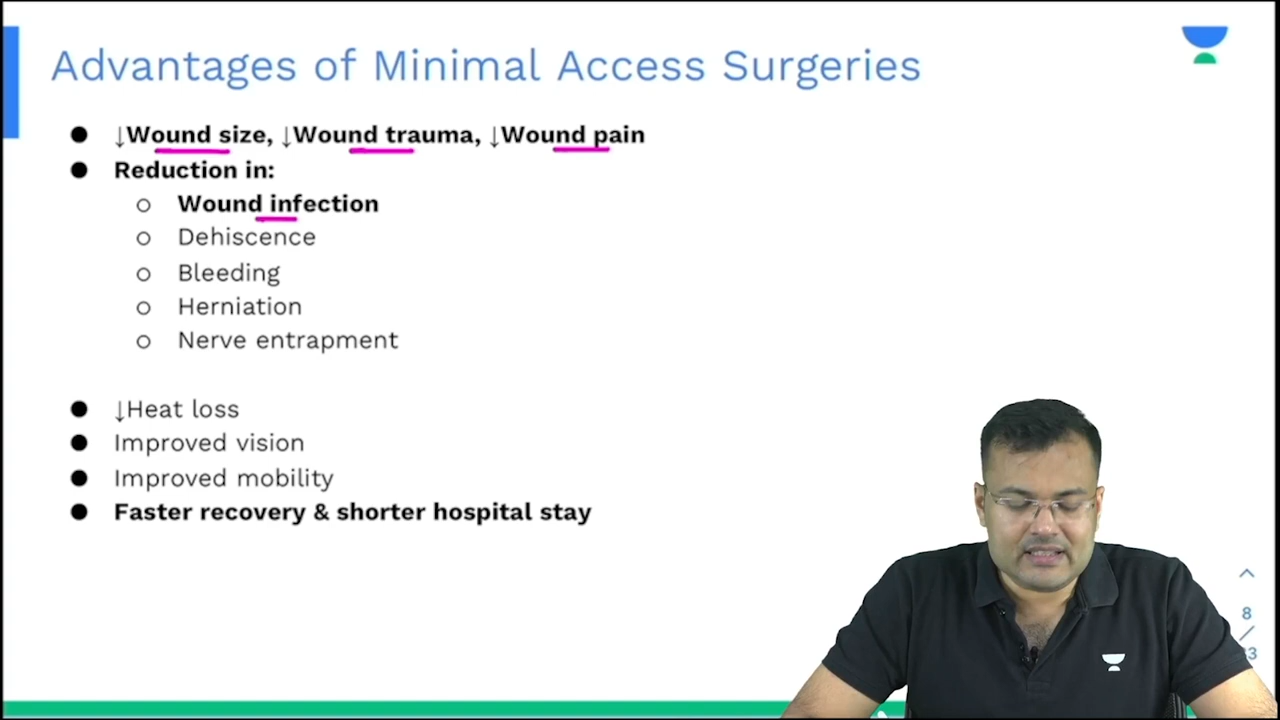 Advantages of Minimal Access Surgeries
● ↓Wound size, ↓Wound trauma, ↓Wound pain
● Reduction in:
○ Wound infection
○ Dehiscence
○ Bleeding
○ Herniation
○ Nerve entrapment
● ↓Heat loss
● Improved vision
● Improved mobility
● Faster recovery & shorter hospital stay
8